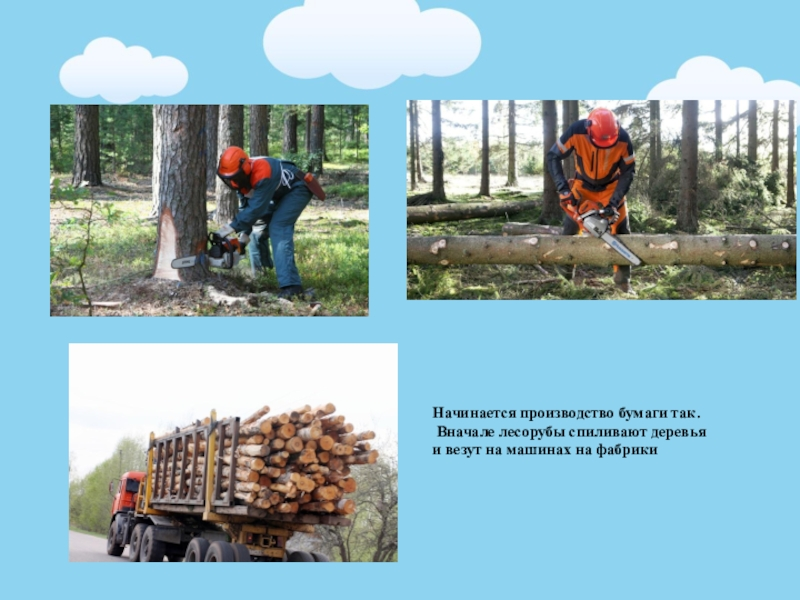 Начинается производство бумаги так.
Вначале лесорубы спиливают деревья
и везут на машинах на фабрики